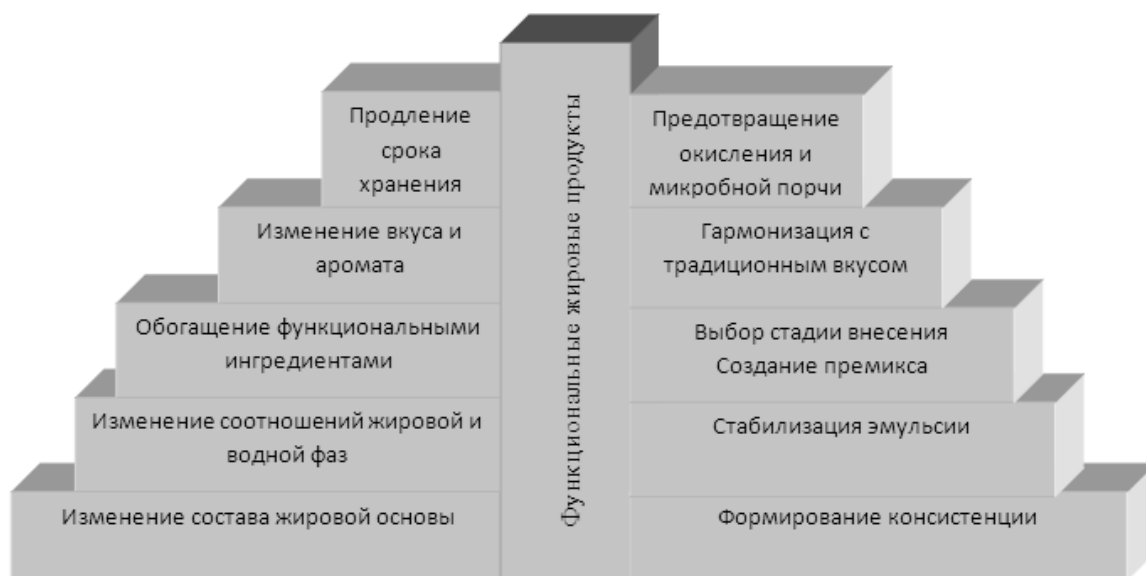 Продление
срока
хранения
Предотвращение
окисления и
микробной порчи
Изменение вкуса и
аромата
Гармонизация с
традиционным вкусом
Обогащение функциональными
ингредиентами
Выбор стадии внесения
Создание премикса
Изменение соотношений жировой и
водной фаз
Стабилизация эмульсии
Изменение состава жировой основы
Формирование консистенции
Функциональные жировые продукты